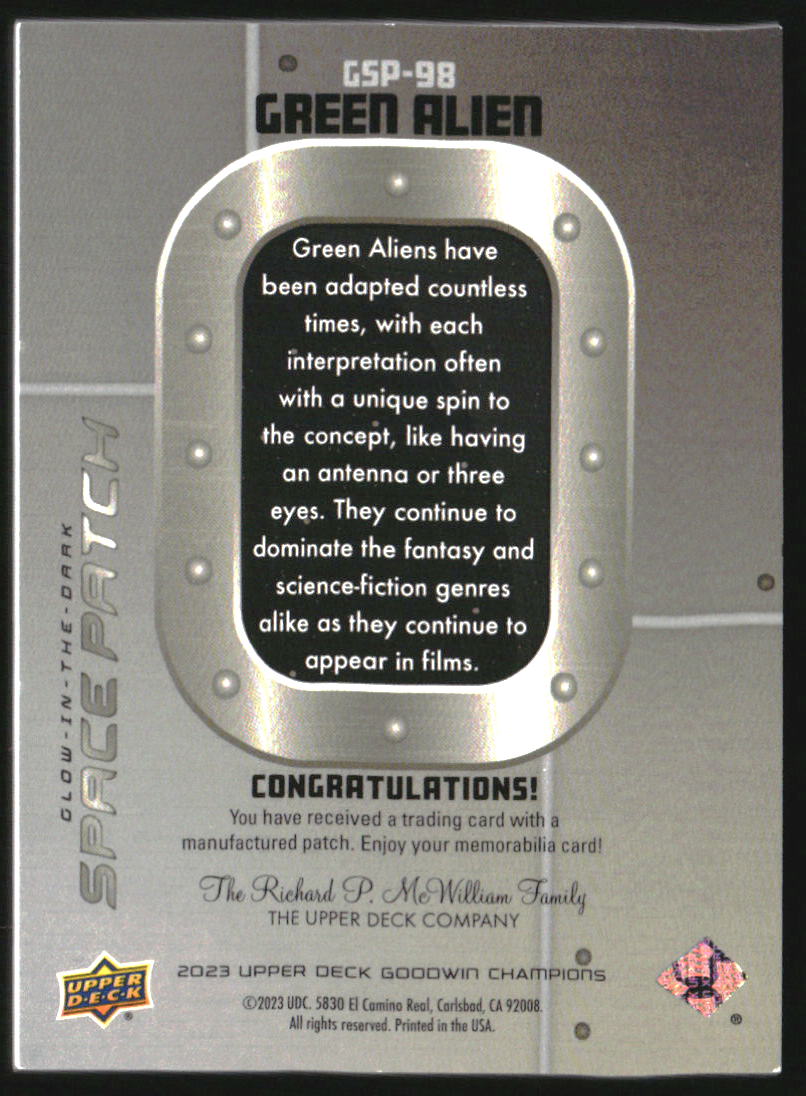 GSP-98
GREEN ALIEN
Green Aliens have
been adapted countless
times, with each
interpretation often
with a unique spin to
the concept, like having
an antenna or three
eyes. They continue to
dominate the fantasy and
science-fiction genres
alike as they continue to
appear in films.
GLOW-IN-THE-DARK
SPACE PATCH
CONGRATULATIONS!
You have received a trading card with a
manufactured patch. Enjoy your memorabilia card!
The Richard P. McWilliam Family
THE UPPER DECK COMPANY
UPPER
D·E·C·K
®
2023 UPPER DECK GOODWIN CHAMPIONS
©2023 UDC. 5830 El Camino Real, Carlsbad, CA 92008.
All rights reserved. Printed in the USA.
®